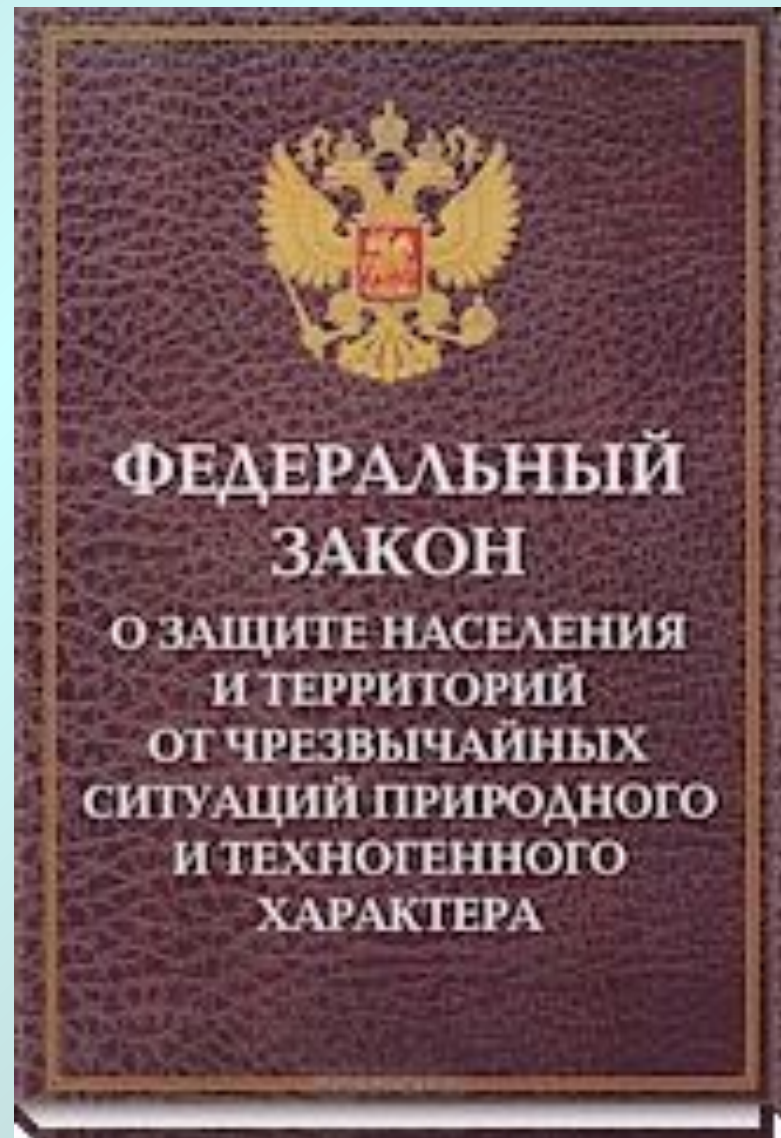 ФЕДЕРАЛЬНЫЙ
ЗАКОН
О ЗАЩИТЕ НАСЕЛЕНИЯ
И ТЕРРИТОРИЙ
ОТ ЧРЕЗВЫЧАЙНЫХ
СИТУАЦИЙ ПРИРОДНОГО
И ТЕХНОГЕННОГО
ХАРАКТЕРА